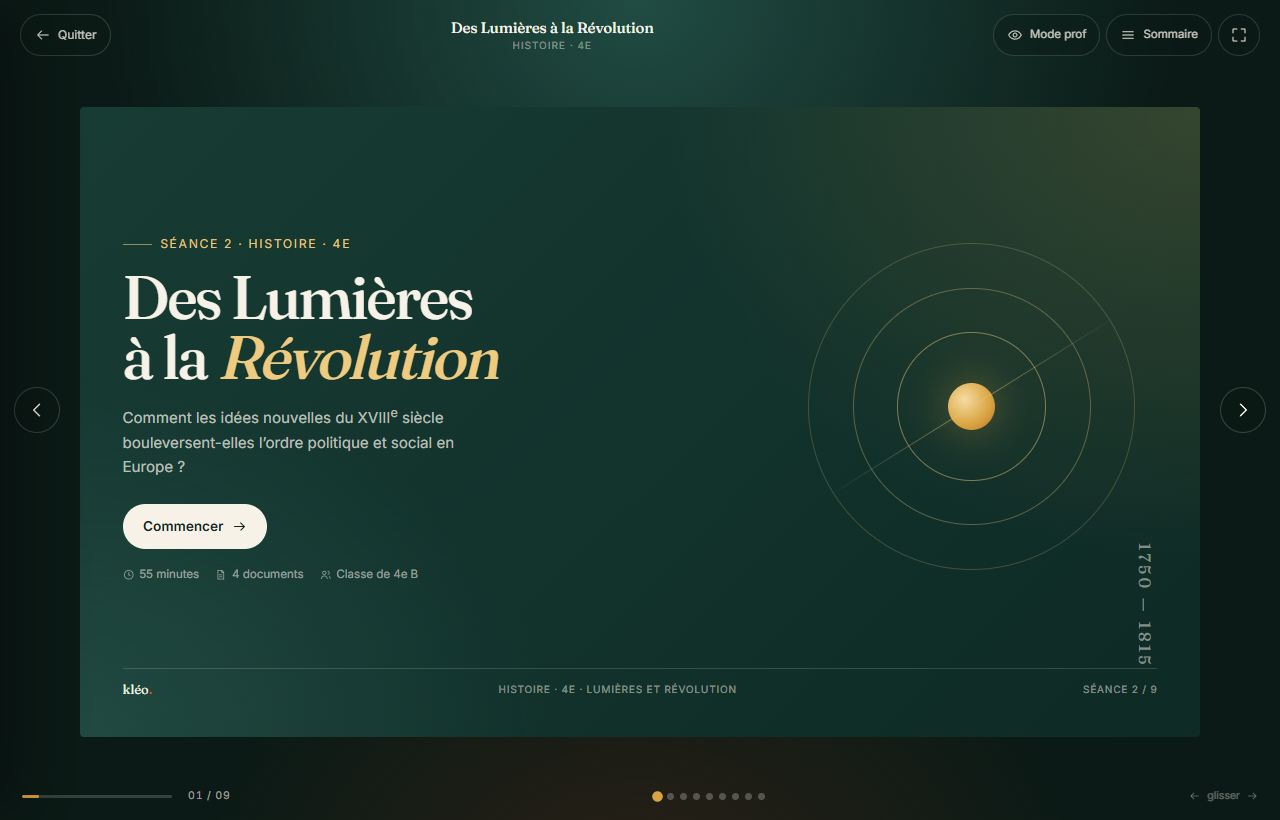 Quitter
Des Lumières à la Révolution
HISTOIRE · 4E
Mode prof
Sommaire
SÉANCE 2 · HISTOIRE · 4E
Des Lumières
à la Révolution
Comment les idées nouvelles du XVIIIe siècle
bouleversent-elles l’ordre politique et social en
Europe ?
Commencer
55 minutes
4 documents
Classe de 4e B
1750 — 1815
kléo.
HISTOIRE · 4E · LUMIÈRES ET RÉVOLUTION
SÉANCE 2 / 9
01 / 09
glisser